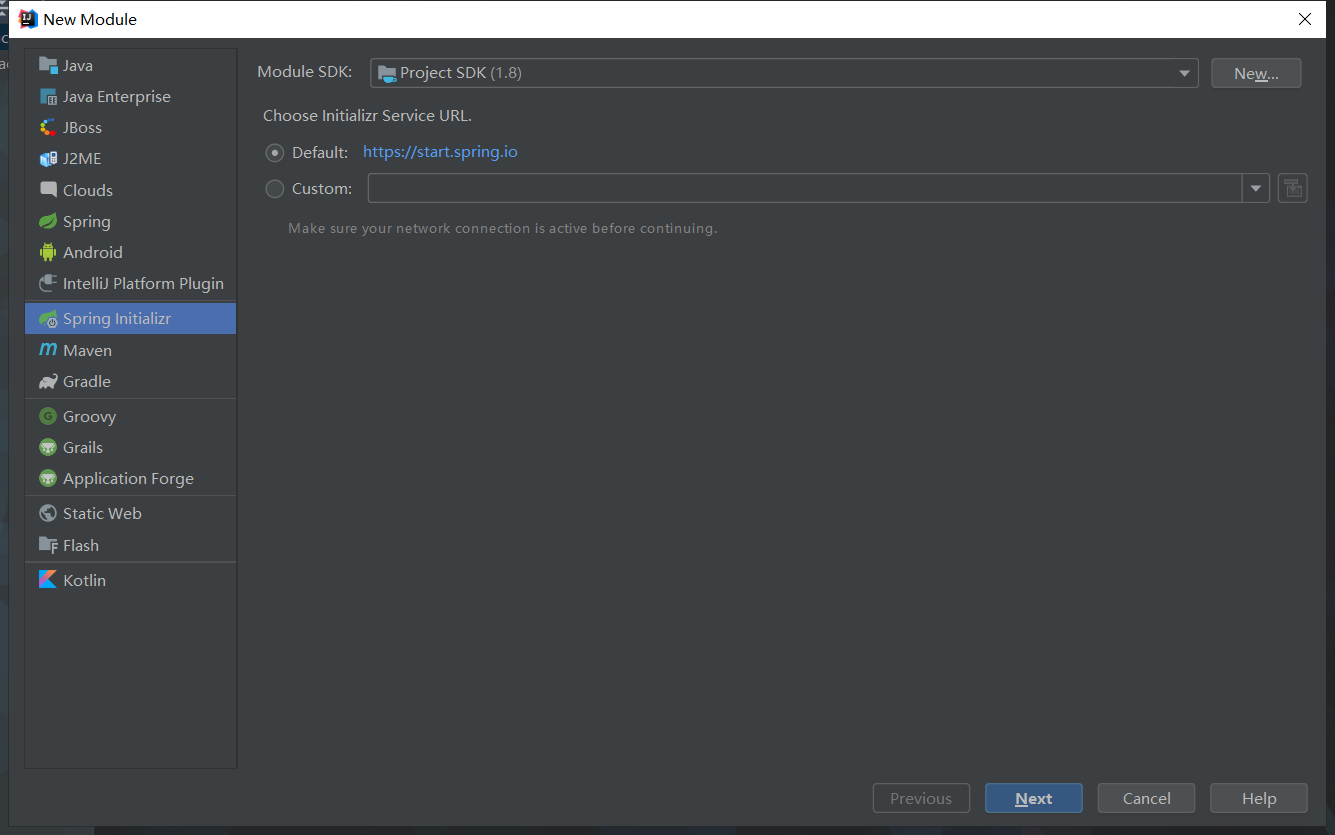 New Module
Java
Java Enterprise
JBoss
J2ME
Clouds
Spring
Android
IntelliJ Platform Plugin
Spring Initializr
Maven
Gradle
Groovy
Grails
Application Forge
Static Web
Flash
Kotlin
Module SDK: Project SDK (1.8) New...
Choose Initializr Service URL.
Default: https://start.spring.io
Custom:
Make sure your network connection is active before continuing.
Previous Next Cancel Help